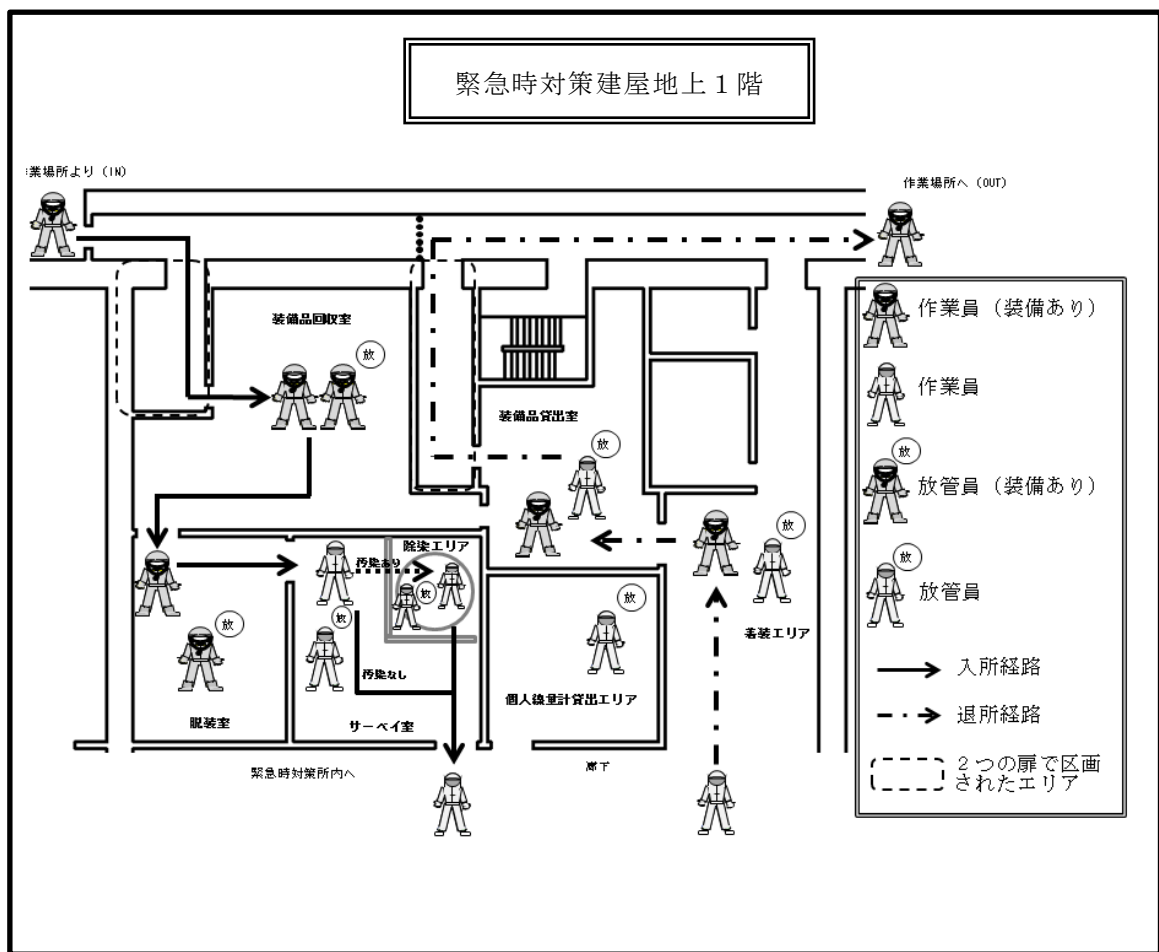 緊急時対策建屋地上１階
業場所より (IN)
作業場所へ (OUT)
装備品回収室
放
装備品貸出室
放
除染エリア
汚染あり
放
放
放
放
放
汚染なし
着装エリア
個人線量計貸出エリア
脱装室
サーベイ室
緊急時対策所内へ
廊下
作業員（装備あり）
作業員
放
放管員（装備あり）
放
放管員
入所経路
退所経路
２つの扉で区画
されたエリア